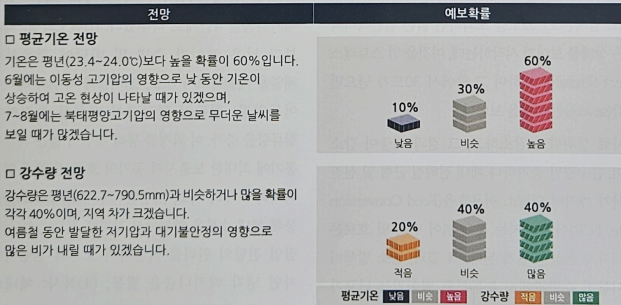 전망
예보확률
□ 평균기온 전망
기온은 평년(23.4~24.0℃)보다 높을 확률이 60%입니다.
6월에는 이동성 고기압의 영향으로 낮 동안 기온이
상승하여 고온 현상이 나타날 때가 있겠으며,
7~8월에는 북태평양고기압의 영향으로 무더운 날씨를
보일 때가 많겠습니다.
10%
30%
60%
낮음
비슷
높음
□ 강수량 전망
강수량은 평년(622.7~790.5mm)과 비슷하거나 많을 확률이
각각 40%이며, 지역 차가 크겠습니다.
여름철 동안 발달한 저기압과 대기불안정의 영향으로
많은 비가 내릴 때가 있겠습니다.
20%
40%
40%
적음
비슷
많음
평균기온 낮음 비슷 높음 강수량 적음 비슷 많음